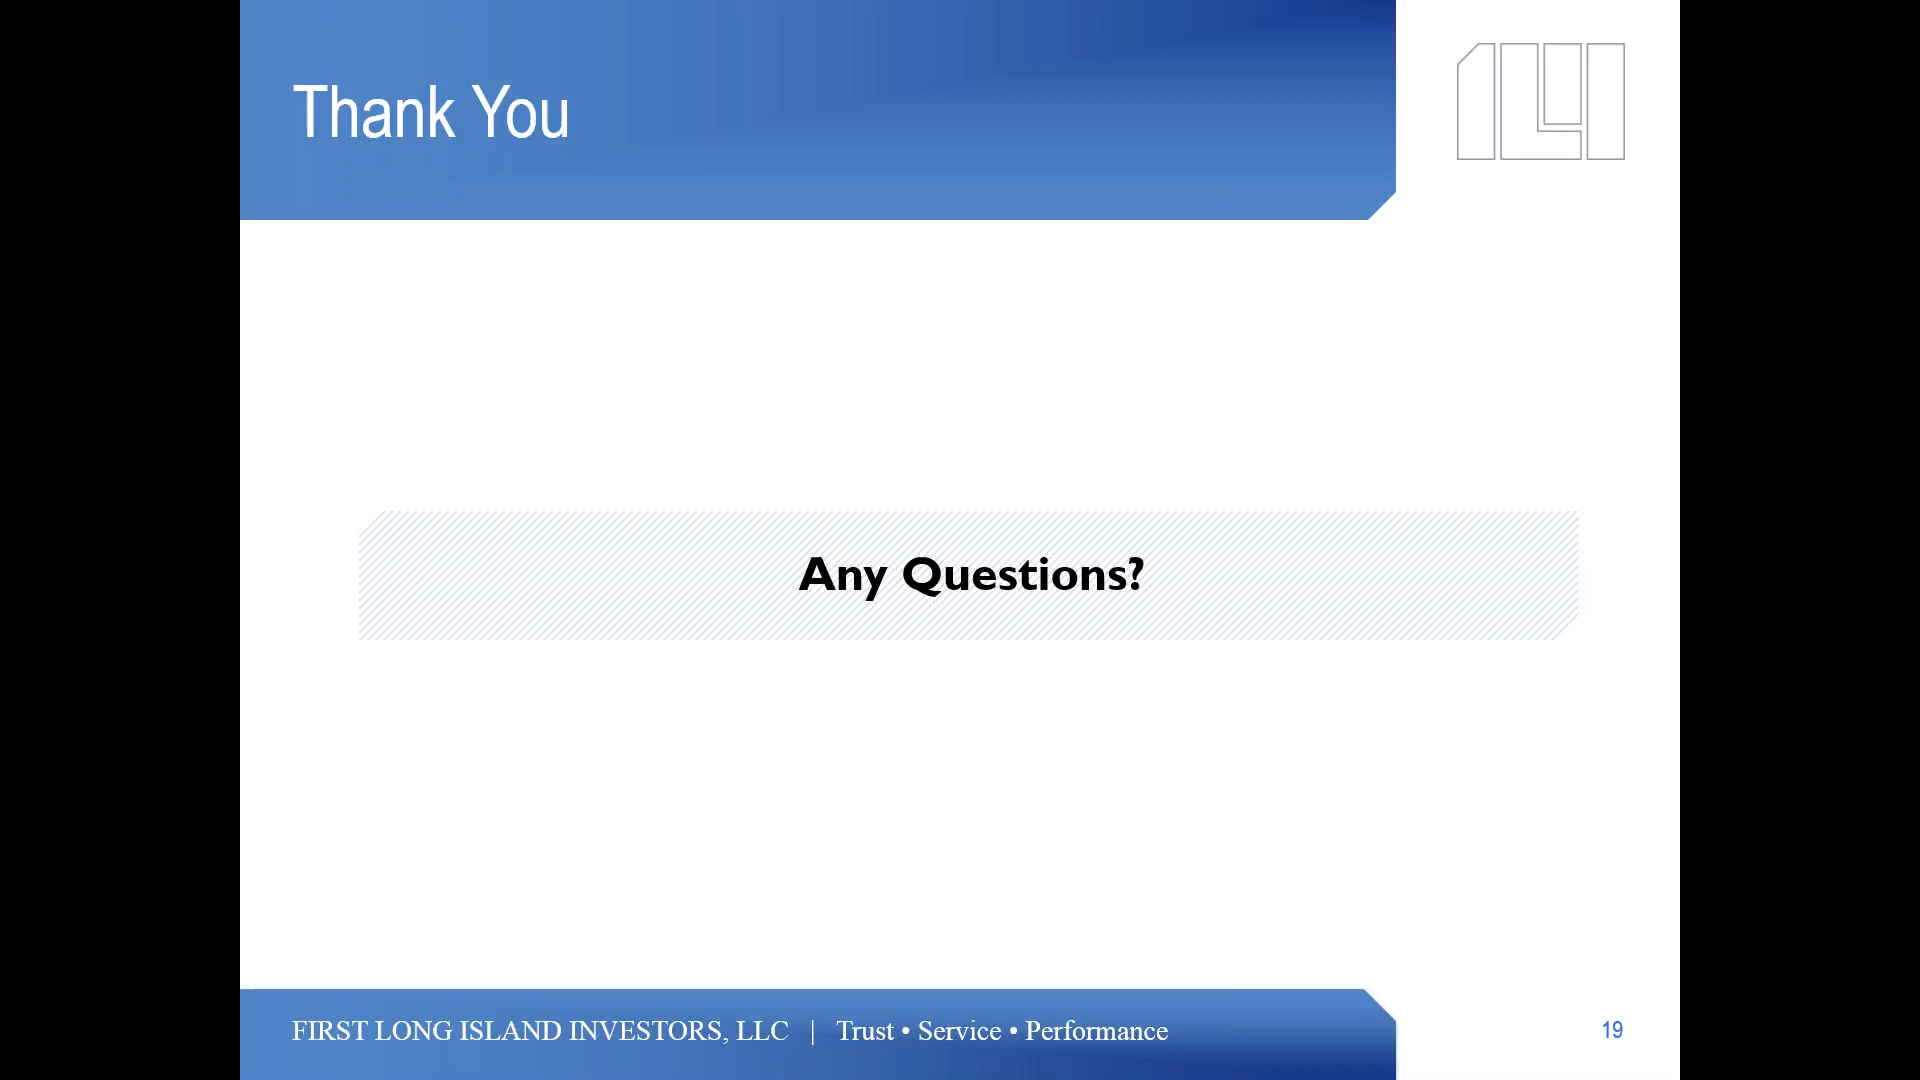 Thank You
Any Questions?
FIRST LONG ISLAND INVESTORS, LLC | Trust • Service • Performance
19